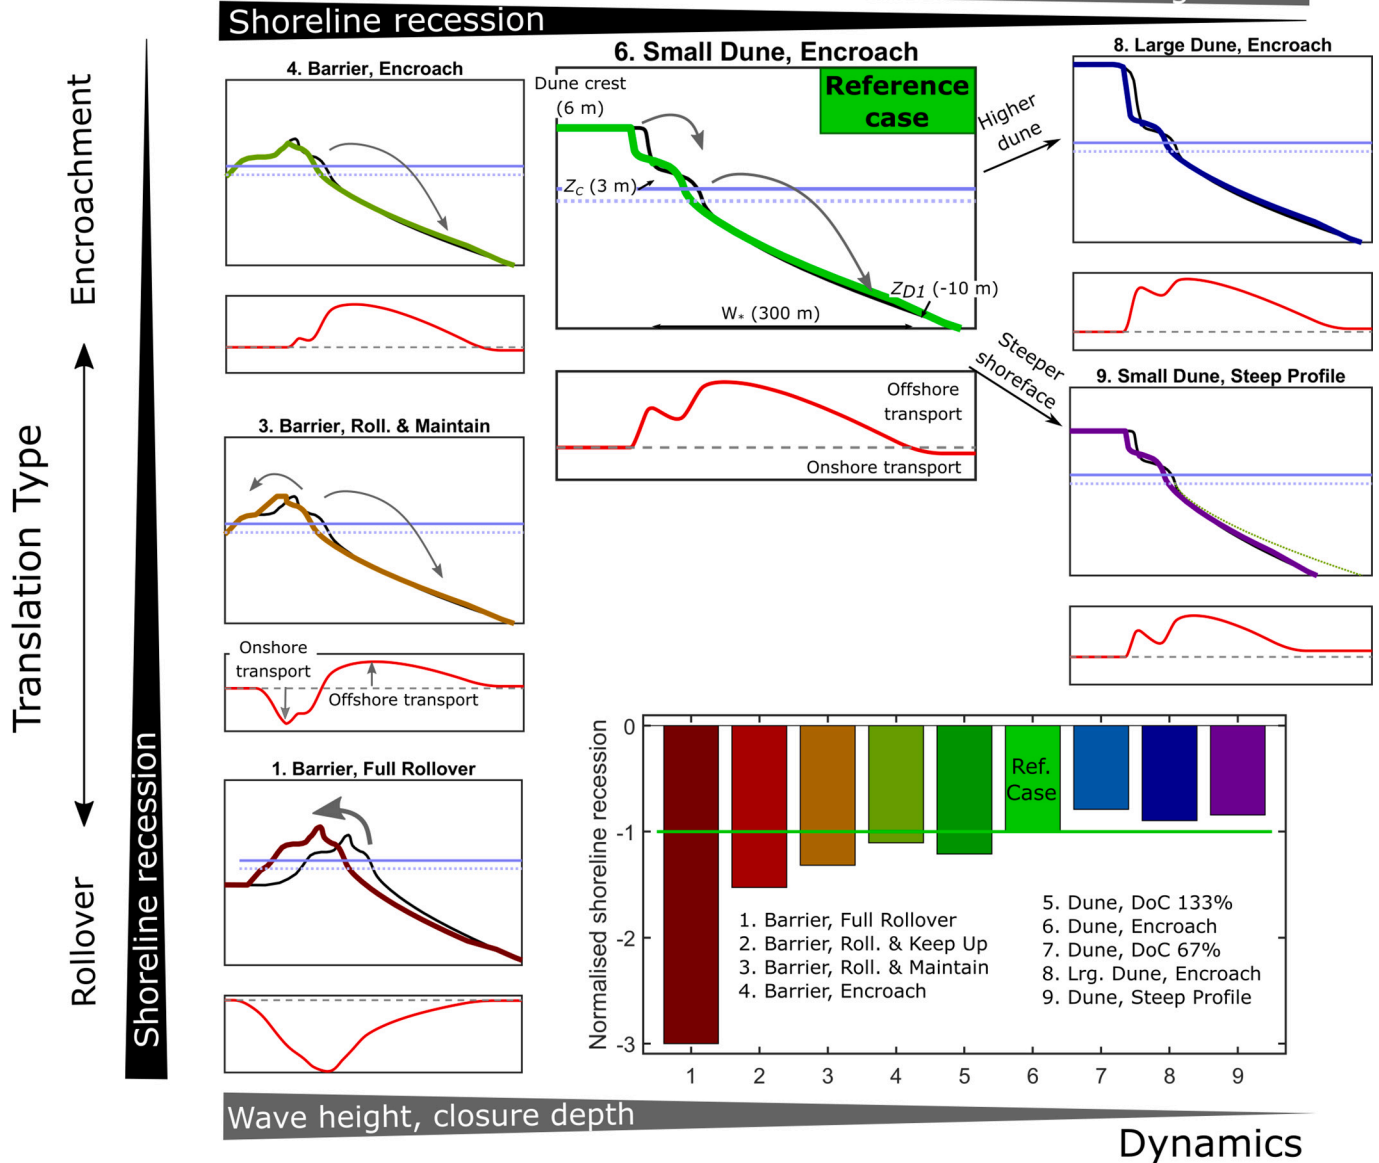 Shoreline recession
4. Barrier, Encroach
6. Small Dune, Encroach
8. Large Dune, Encroach
Dune crest
(6 m)
Reference
case
Z_C (3 m)
Z_D1 (-10 m)
W* (300 m)
Higher
dune
Steeper
shoreface
Offshore
transport
Onshore transport
9. Small Dune, Steep Profile
3. Barrier, Roll. & Maintain
Onshore
transport
Offshore transport
1. Barrier, Full Rollover
Encroachment
Translation Type
Rollover
Shoreline recession
Normalised shoreline recession
0
-1
-2
-3
Ref.
Case
1. Barrier, Full Rollover
2. Barrier, Roll. & Keep Up
3. Barrier, Roll. & Maintain
4. Barrier, Encroach
5. Dune, DoC 133%
6. Dune, Encroach
7. Dune, DoC 67%
8. Lrg. Dune, Encroach
9. Dune, Steep Profile
1 2 3 4 5 6 7 8 9
Wave height, closure depth
Dynamics